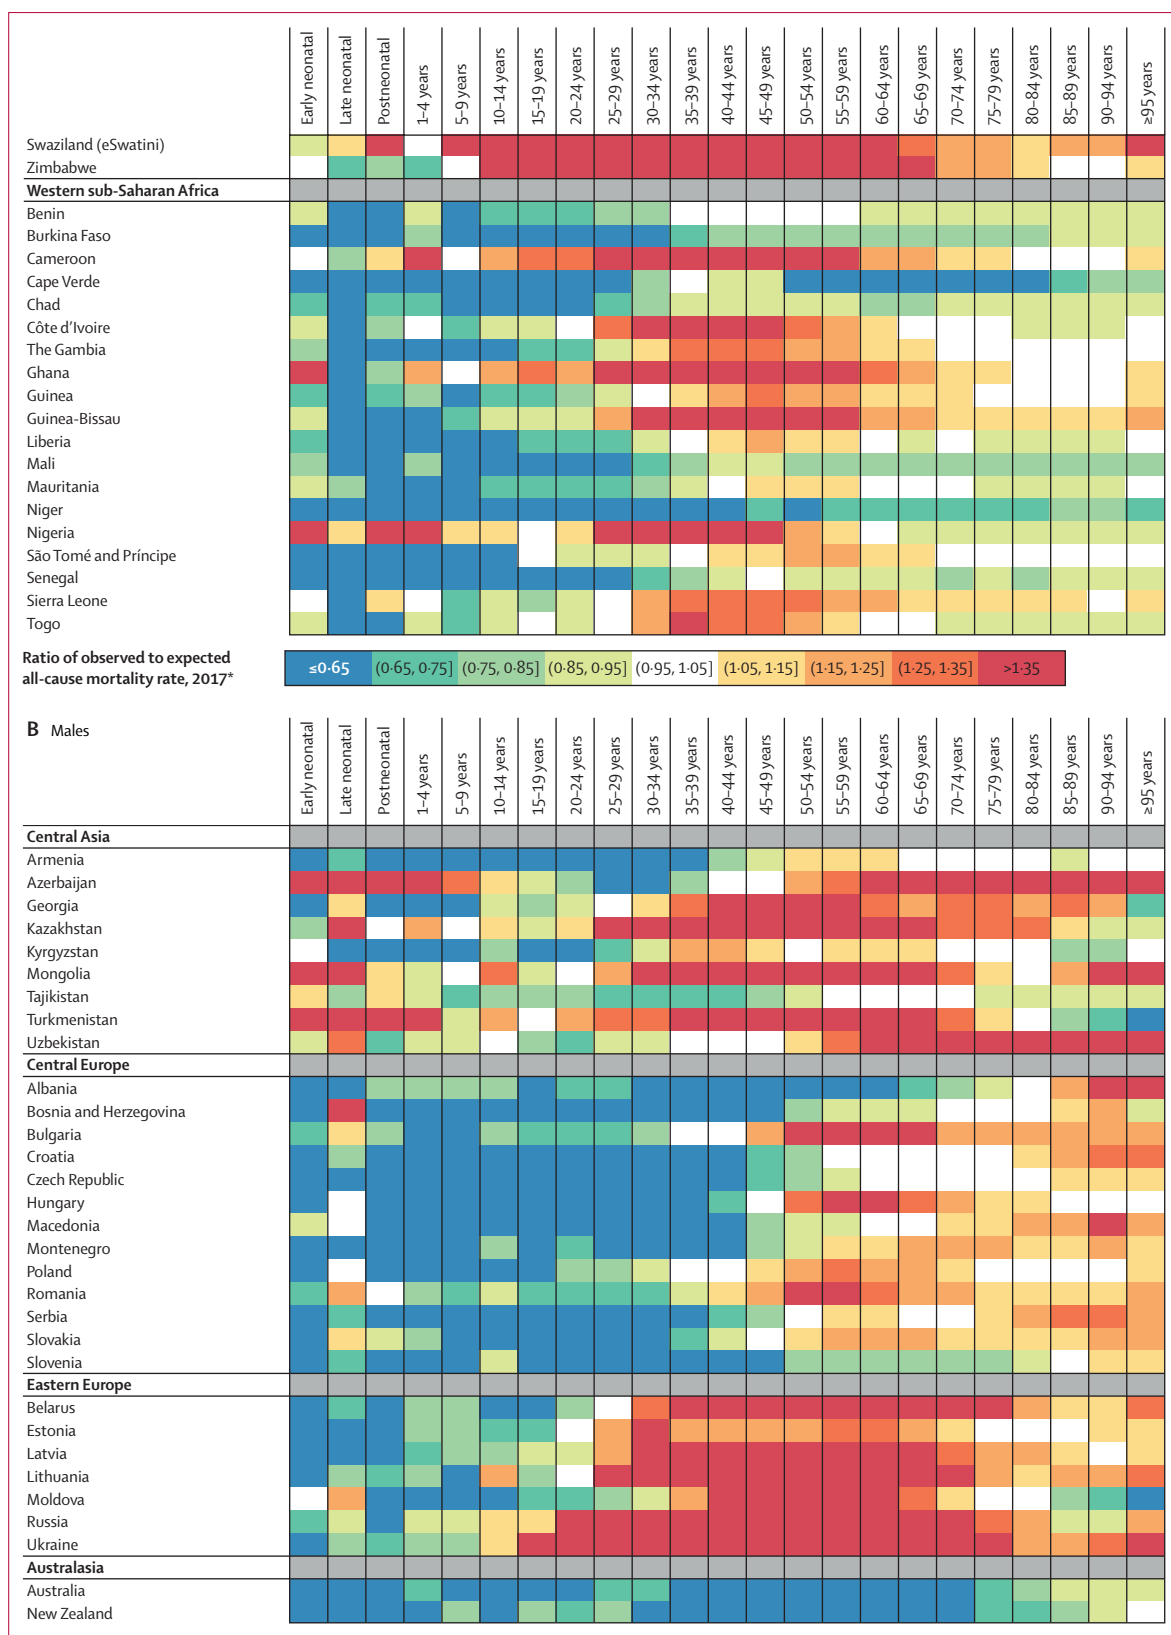 Early neonatal
Late neonatal
Postneonatal
1–4 years
5–9 years
10–14 years
15–19 years
20–24 years
25–29 years
30–34 years
35–39 years
40–44 years
45–49 years
50–54 years
55–59 years
60–64 years
65–69 years
70–74 years
75–79 years
80–84 years
85–89 years
90–94 years
≥95 years
Swaziland (eSwatini)
Zimbabwe
Western sub-Saharan Africa
Benin
Burkina Faso
Cameroon
Cape Verde
Chad
Côte d'Ivoire
The Gambia
Ghana
Guinea
Guinea-Bissau
Liberia
Mali
Mauritania
Niger
Nigeria
São Tomé and Príncipe
Senegal
Sierra Leone
Togo
Ratio of observed to expected
all-cause mortality rate, 2017*
≤0·65 (0·65, 0·75] (0·75, 0·85] (0·85, 0·95] (0·95, 1·05] (1·05, 1·15] (1·15, 1·25] (1·25, 1·35] >1·35
B Males
Early neonatal
Late neonatal
Postneonatal
1–4 years
5–9 years
10–14 years
15–19 years
20–24 years
25–29 years
30–34 years
35–39 years
40–44 years
45–49 years
50–54 years
55–59 years
60–64 years
65–69 years
70–74 years
75–79 years
80–84 years
85–89 years
90–94 years
≥95 years
Central Asia
Armenia
Azerbaijan
Georgia
Kazakhstan
Kyrgyzstan
Mongolia
Tajikistan
Turkmenistan
Uzbekistan
Central Europe
Albania
Bosnia and Herzegovina
Bulgaria
Croatia
Czech Republic
Hungary
Macedonia
Montenegro
Poland
Romania
Serbia
Slovakia
Slovenia
Eastern Europe
Belarus
Estonia
Latvia
Lithuania
Moldova
Russia
Ukraine
Australasia
Australia
New Zealand